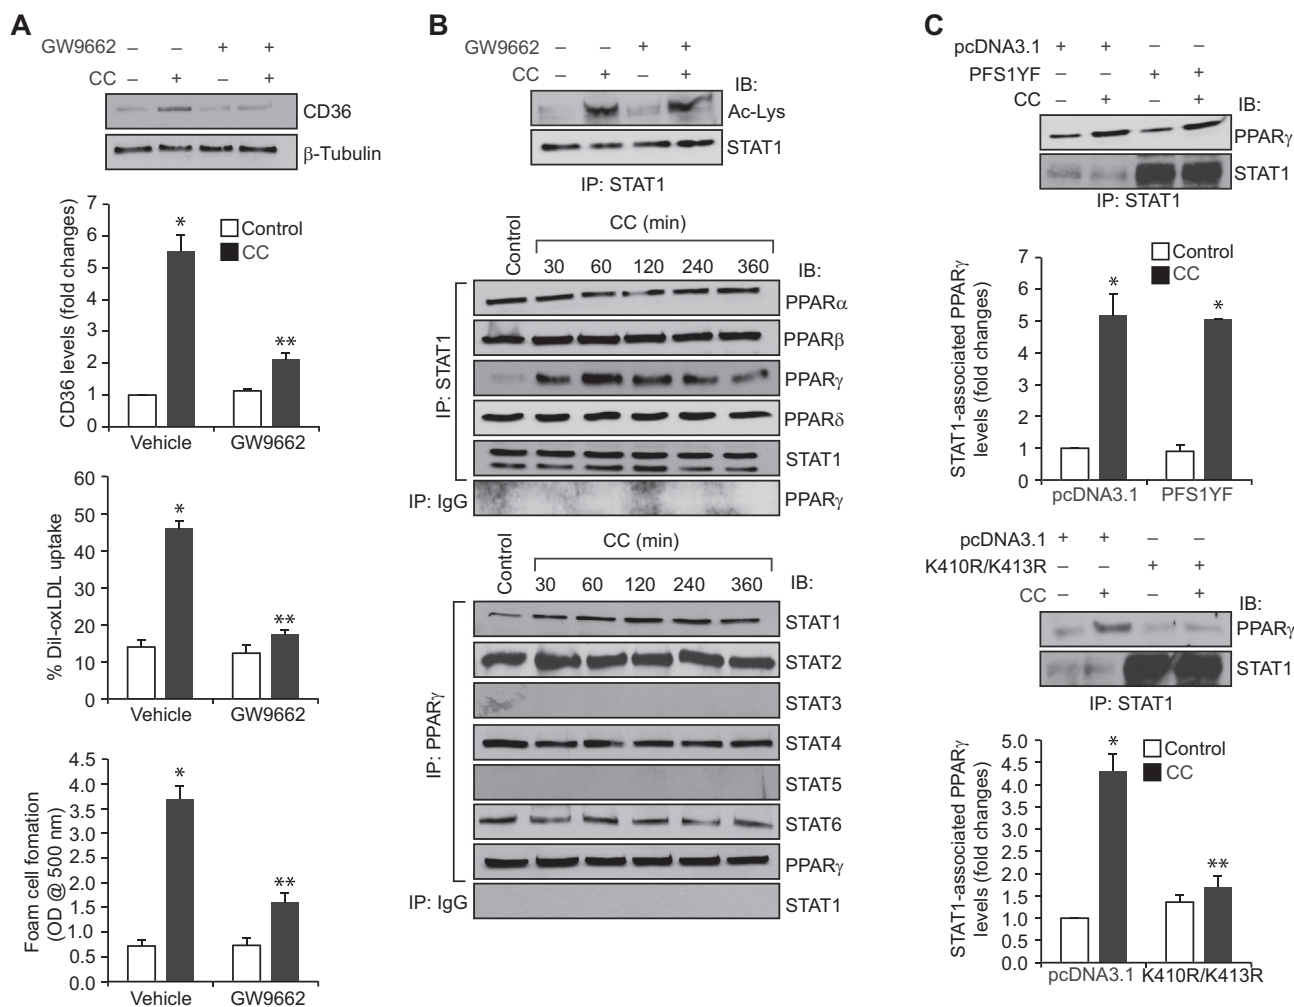 A
GW9662 – – + +
CC – + – +
CD36
β-Tubulin
CD36 levels (fold changes)
7
6
5
4
3
2
1
0
*
**
Control
CC
Vehicle GW9662
% Dil-oxLDL uptake
60
50
40
30
20
10
0
*
**
Vehicle GW9662
Foam cell fomation
(OD @ 500 nm)
4.5
4.0
3.5
3.0
2.5
2.0
1.5
1.0
0.5
0.0
*
**
Vehicle GW9662
B
GW9662 – – + +
CC – + – +
IB:
Ac-Lys
STAT1
IP: STAT1
Control
CC (min)
30 60 120 240 360
IB:
IP: STAT1
PPARα
PPARβ
PPARγ
PPARδ
STAT1
IP: IgG
PPARγ
Control
CC (min)
30 60 120 240 360
IB:
IP: PPARγ
STAT1
STAT2
STAT3
STAT4
STAT5
STAT6
PPARγ
IP: IgG
STAT1
C
pcDNA3.1 + + – –
PFS1YF – – + +
CC – + – +
IB:
PPARγ
STAT1
IP: STAT1
STAT1-associated PPARγ
levels (fold changes)
7
6
5
4
3
2
1
0
*
*
Control
CC
pcDNA3.1 PFS1YF
pcDNA3.1 + + – –
K410R/K413R – – + +
CC – + – +
IB:
PPARγ
STAT1
IP: STAT1
STAT1-associated PPARγ
levels (fold changes)
5.0
4.5
4.0
3.5
3.0
2.5
2.0
1.5
1.0
0.5
0.0
*
**
Control
CC
pcDNA3.1 K410R/K413R